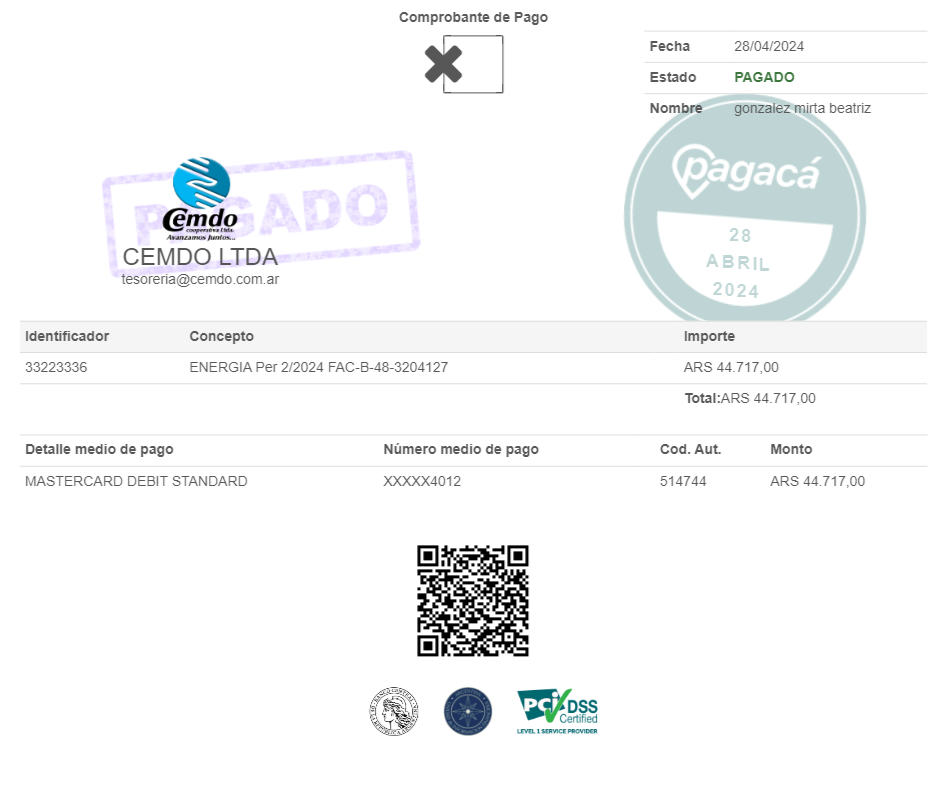 Comprobante de Pago
Fecha 28/04/2024
Estado PAGADO
Nombre gonzalez mirta beatriz
pagacá
28
ABRIL
2024
PAGADO
Cemdo
cooperativa Ltda.
Avanzamos Juntos...
CEMDO LTDA
tesoreria@cemdo.com.ar
Identificador Concepto Importe
33223336 ENERGIA Per 2/2024 FAC-B-48-3204127 ARS 44.717,00
Total:ARS 44.717,00
Detalle medio de pago Número medio de pago Cod. Aut. Monto
MASTERCARD DEBIT STANDARD XXXXX4012 514744 ARS 44.717,00
PCI DSS
Certified
LEVEL 1 SERVICE PROVIDER